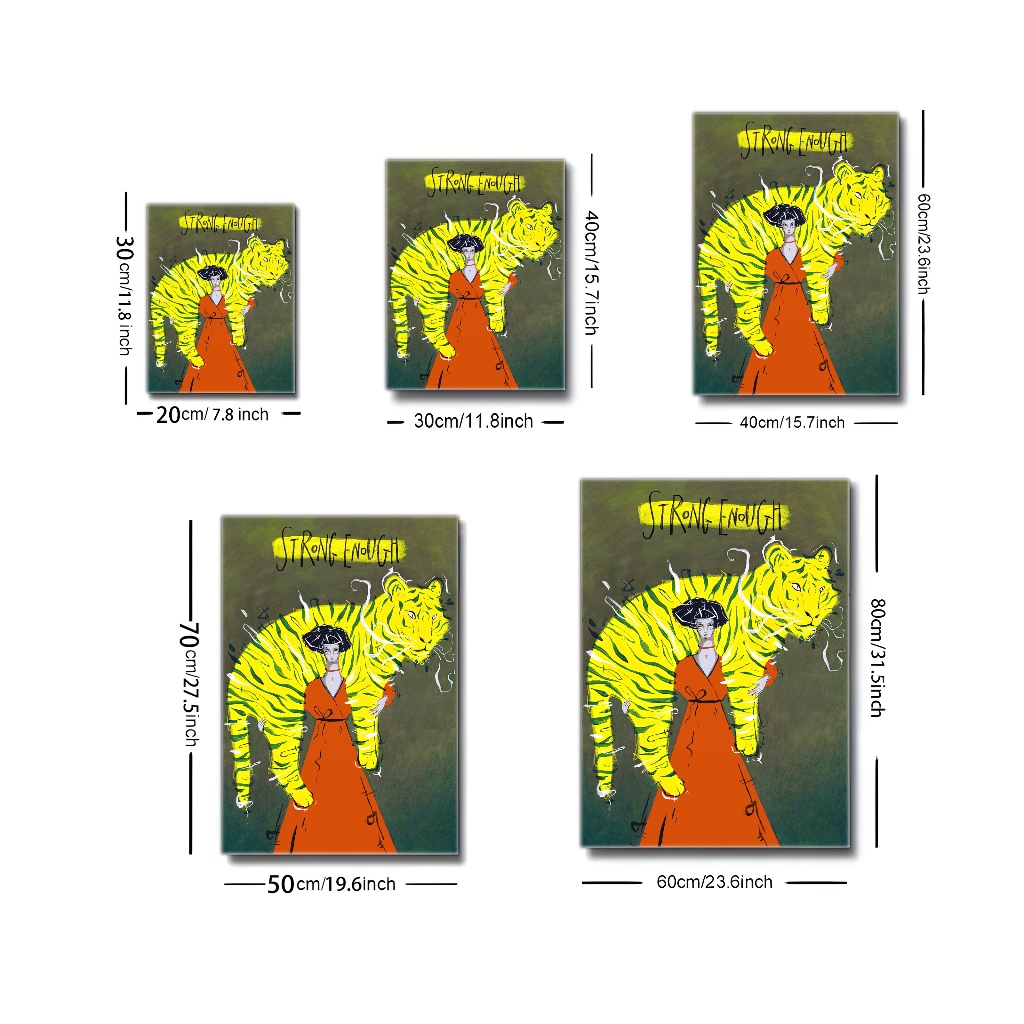 STRONG ENOUGH
30cm/11.8 inch
20cm/ 7.8 inch
STRONG ENOUGH
40cm/15.7inch
30cm/11.8inch
STRONG ENOUGH
60cm/23.6inch
40cm/15.7inch
STRONG ENOUGH
70cm/27.5inch
50cm/19.6inch
STRONG ENOUGH
80cm/31.5inch
60cm/23.6inch